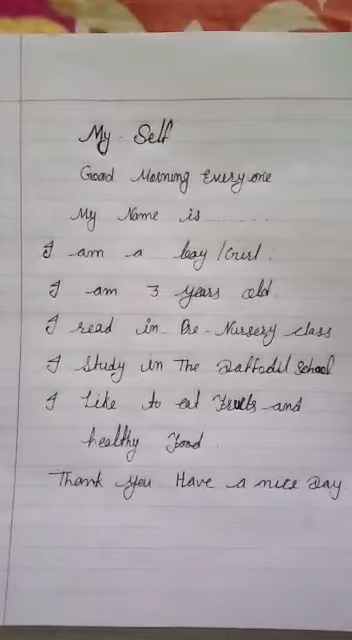 My - Self
Good Morning Everyone
My Name is ..........
I am a boy / Gurl.
I am 3 years old
I read in Pre-Nursery class
I Study in The Daffodil School
I Like to eat Fruits and
healthy Food.
Thank you Have a nice Day